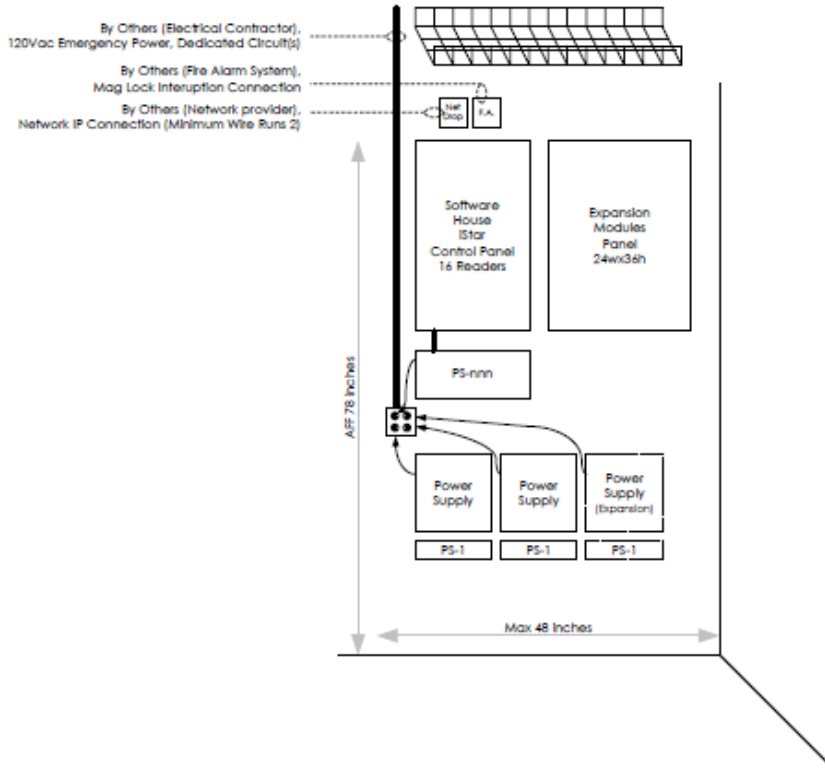 By Others (Electrical Contractor),
120Vac Emergency Power, Dedicated Circuit(s)
By Others (Fire Alarm System),
Mag Lock Interuption Connection
By Others (Network provider),
Network IP Connection (Minimum Wire Runs 2)
Net
Drop
F.A.
Software
House
iStar
Control Panel
16 Readers
Expansion
Modules
Panel
24wx36h
PS-nnn
AFF 78 Inches
Power
Supply
Power
Supply
Power
Supply
(Expansion)
PS-1
PS-1
PS-1
Max 48 Inches